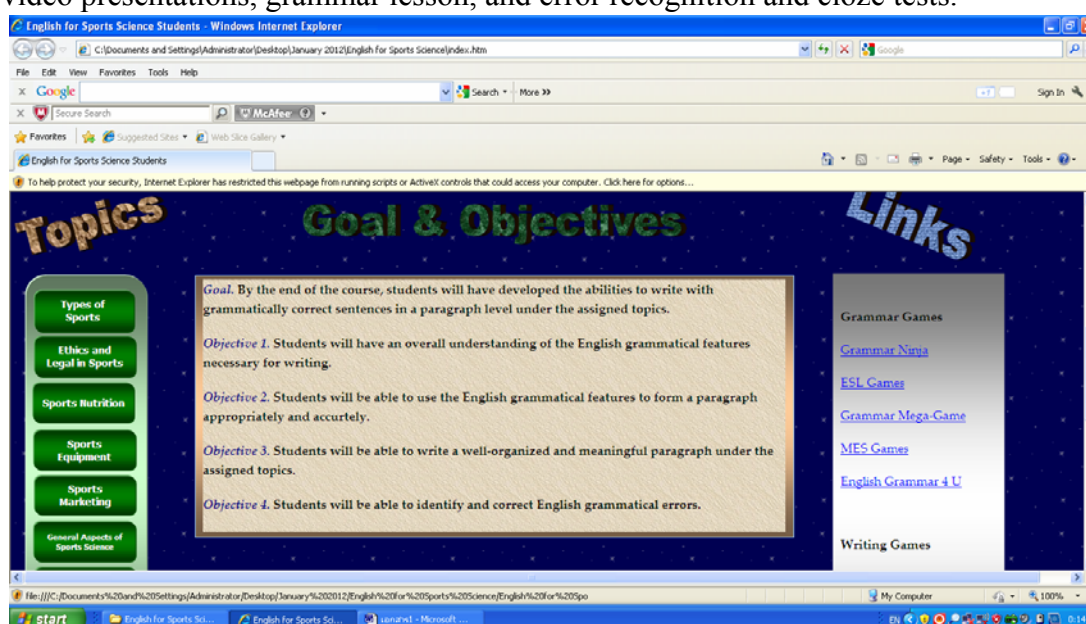 video presentations, grammar lesson, and error recognition and cloze tests.
English for Sports Science Students - Windows Internet Explorer
C:\Documents and Settings\Administrator\Desktop\January 2012\English for Sports Science\index.htm
Google
File Edit View Favorites Tools Help
x Google Search More >> Sign In
x Secure Search McAfee
Favorites Suggested Sites Web Slice Gallery
English for Sports Science Students
Page Safety Tools
To help protect your security, Internet Explorer has restricted this webpage from running scripts or ActiveX controls that could access your computer. Click here for options...
Topics
Goal & Objectives
Links
Types of
Sports
Ethics and
Legal in Sports
Sports Nutrition
Sports
Equipment
Sports
Marketing
General Aspects of
Sports Science
Goal. By the end of the course, students will have developed the abilities to write with
grammatically correct sentences in a paragraph level under the assigned topics.
Objective 1. Students will have an overall understanding of the English grammatical features
necessary for writing.
Objective 2. Students will be able to use the English grammatical features to form a paragraph
appropriately and accurtely.
Objective 3. Students will be able to write a well-organized and meaningful paragraph under the
assigned topics.
Objective 4. Students will be able to identify and correct English grammatical errors.
Grammar Games
Grammar Ninja
ESL Games
Grammar Mega-Game
MES Games
English Grammar 4 U
Writing Games
file:///C:/Documents%20and%20Settings/Administrator/Desktop/January%202012/English%20for%20Sports%20Science/English%20for%20Spo
My Computer
100%
start English for Sports Sci... English for Sports Sci... - Microsoft ... EN 0:14